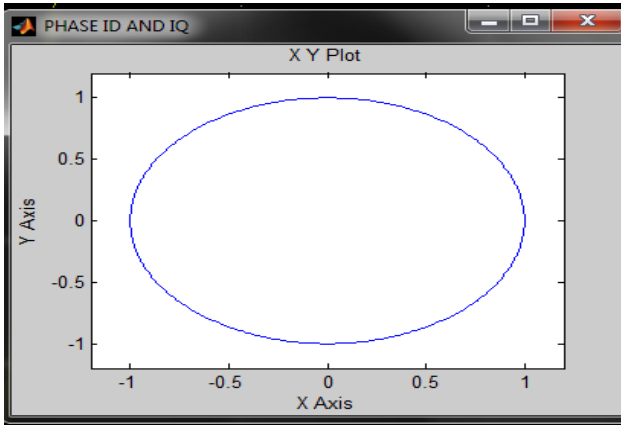 PHASE ID AND IQ
X Y Plot
1
0.5
0
-0.5
-1
Y Axis
-1 -0.5 0 0.5 1
X Axis